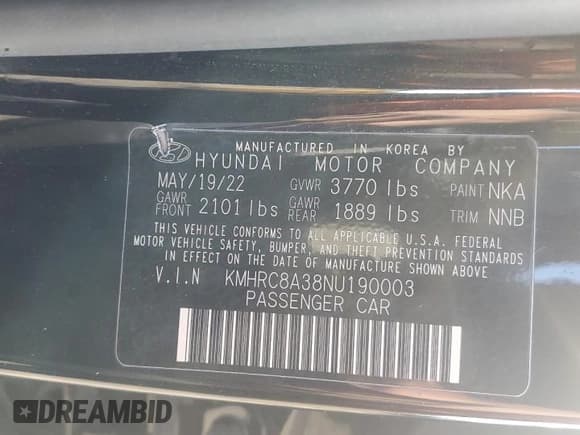 MANUFACTURED IN KOREA BY
HYUNDAI MOTOR COMPANY
MAY/19/22 GVWR 3770 lbs PAINT NKA
GAWR FRONT 2101 lbs GAWR REAR 1889 lbs TRIM NNB
THIS VEHICLE CONFORMS TO ALL APPLICABLE U.S.A. FEDERAL
MOTOR VEHICLE SAFETY, BUMPER, AND THEFT PREVENTION STANDARDS
IN EFFECT ON THE DATE OF MANUFACTURE SHOWN ABOVE
V.I.N KMHRC8A38NU190003
PASSENGER CAR
DREAMBID